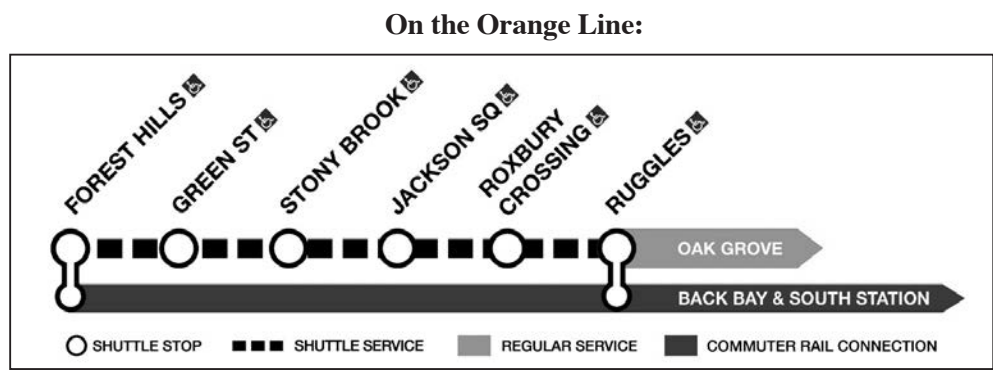 On the Orange Line:
FOREST HILLS
GREEN ST
STONY BROOK
JACKSON SQ
ROXBURY
CROSSING
RUGGLES
OAK GROVE
BACK BAY & SOUTH STATION
SHUTTLE STOP
SHUTTLE SERVICE
REGULAR SERVICE
COMMUTER RAIL CONNECTION